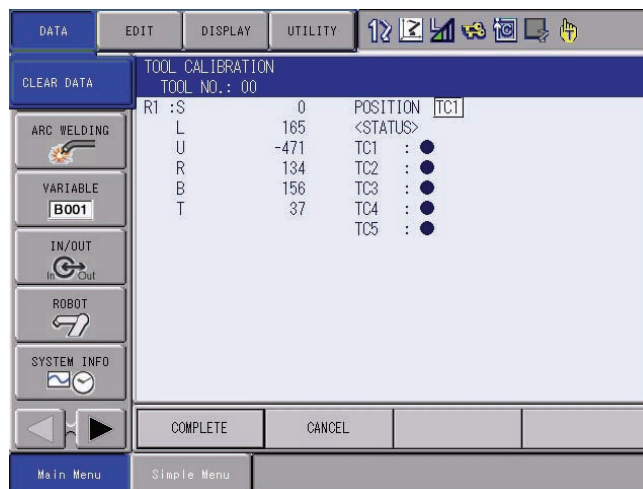 DATA EDIT DISPLAY UTILITY
CLEAR DATA
TOOL CALIBRATION
TOOL NO.: 00
R1 :S 0 POSITION TC1
L 165 <STATUS>
U -471 TC1 :
R 134 TC2 :
B 156 TC3 :
T 37 TC4 :
TC5 :
ARC WELDING
VARIABLE
B001
IN/OUT
In Out
ROBOT
SYSTEM INFO
COMPLETE CANCEL
Main Menu Simple Menu